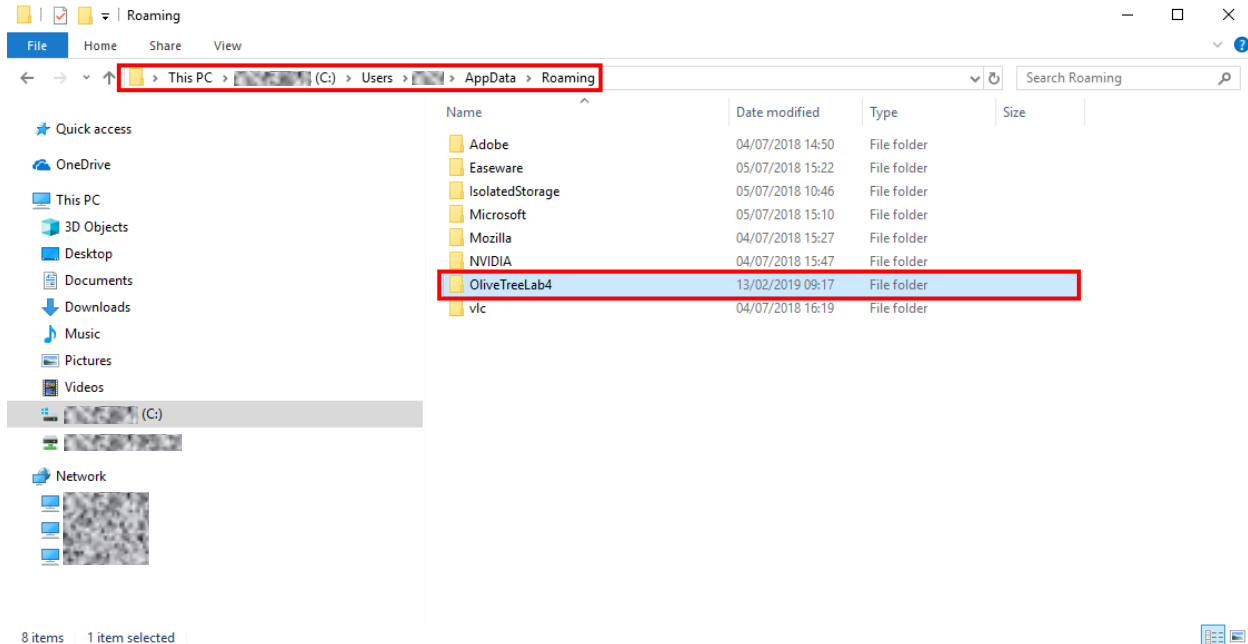 Roaming
File Home Share View
This PC > (C:) > Users > > AppData > Roaming
Search Roaming
Name Date modified Type Size
Quick access
OneDrive
This PC
3D Objects
Desktop
Documents
Downloads
Music
Pictures
Videos
(C:)
Network
Adobe 04/07/2018 14:50 File folder
Easeware 05/07/2018 15:22 File folder
IsolatedStorage 05/07/2018 10:46 File folder
Microsoft 05/07/2018 15:10 File folder
Mozilla 04/07/2018 15:27 File folder
NVIDIA 04/07/2018 15:47 File folder
OliveTreeLab4 13/02/2019 09:17 File folder
vlc 04/07/2018 16:19 File folder
8 items 1 item selected